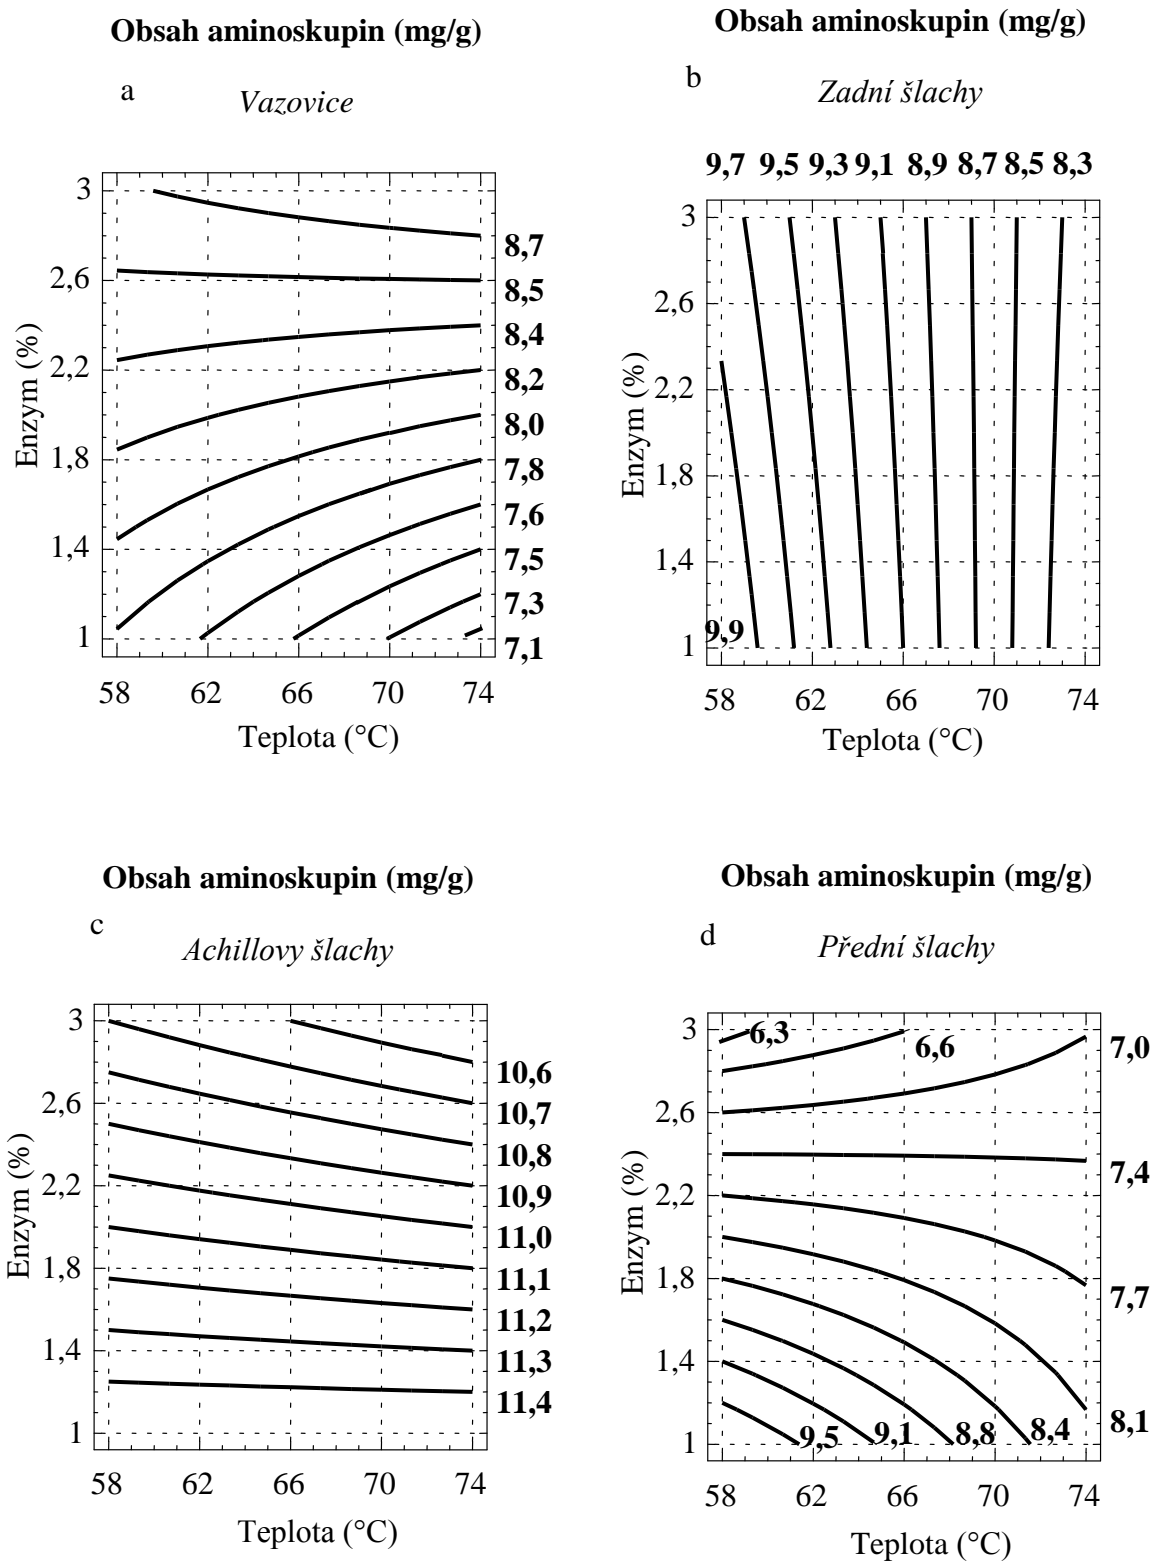 Obsah aminoskupin (mg/g)
a
Vazovice
3
2,6
2,2
1,8
1,4
1
Enzym (%)
8,7
8,5
8,4
8,2
8,0
7,8
7,6
7,5
7,3
7,1
58 62 66 70 74
Teplota (°C)
Obsah aminoskupin (mg/g)
b
Zadní šlachy
9,7 9,5 9,3 9,1 8,9 8,7 8,5 8,3
3
2,6
2,2
1,8
1,4
1
Enzym (%)
9,9
58 62 66 70 74
Teplota (°C)
Obsah aminoskupin (mg/g)
c
Achillovy šlachy
3
2,6
2,2
1,8
1,4
1
Enzym (%)
10,6
10,7
10,8
10,9
11,0
11,1
11,2
11,3
11,4
58 62 66 70 74
Teplota (°C)
Obsah aminoskupin (mg/g)
d
Přední šlachy
3
2,6
2,2
1,8
1,4
1
Enzym (%)
6,3
6,6
7,0
7,4
7,7
8,1
9,5 9,1 8,8 8,4
58 62 66 70 74
Teplota (°C)